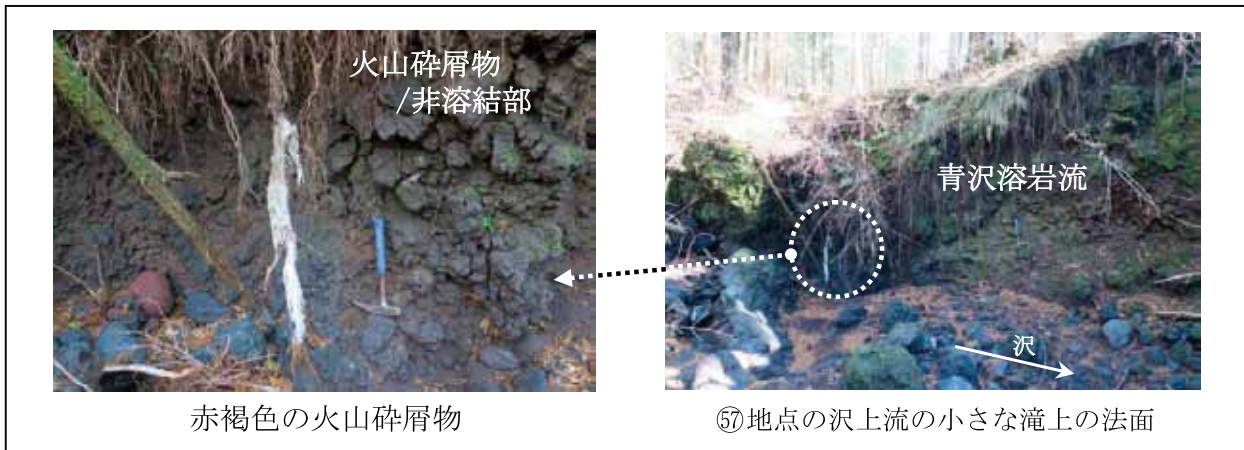 火山砕屑物
/非溶結部
青沢溶岩流
沢
赤褐色の火山砕屑物
㊼地点の沢上流の小さな滝上の法面